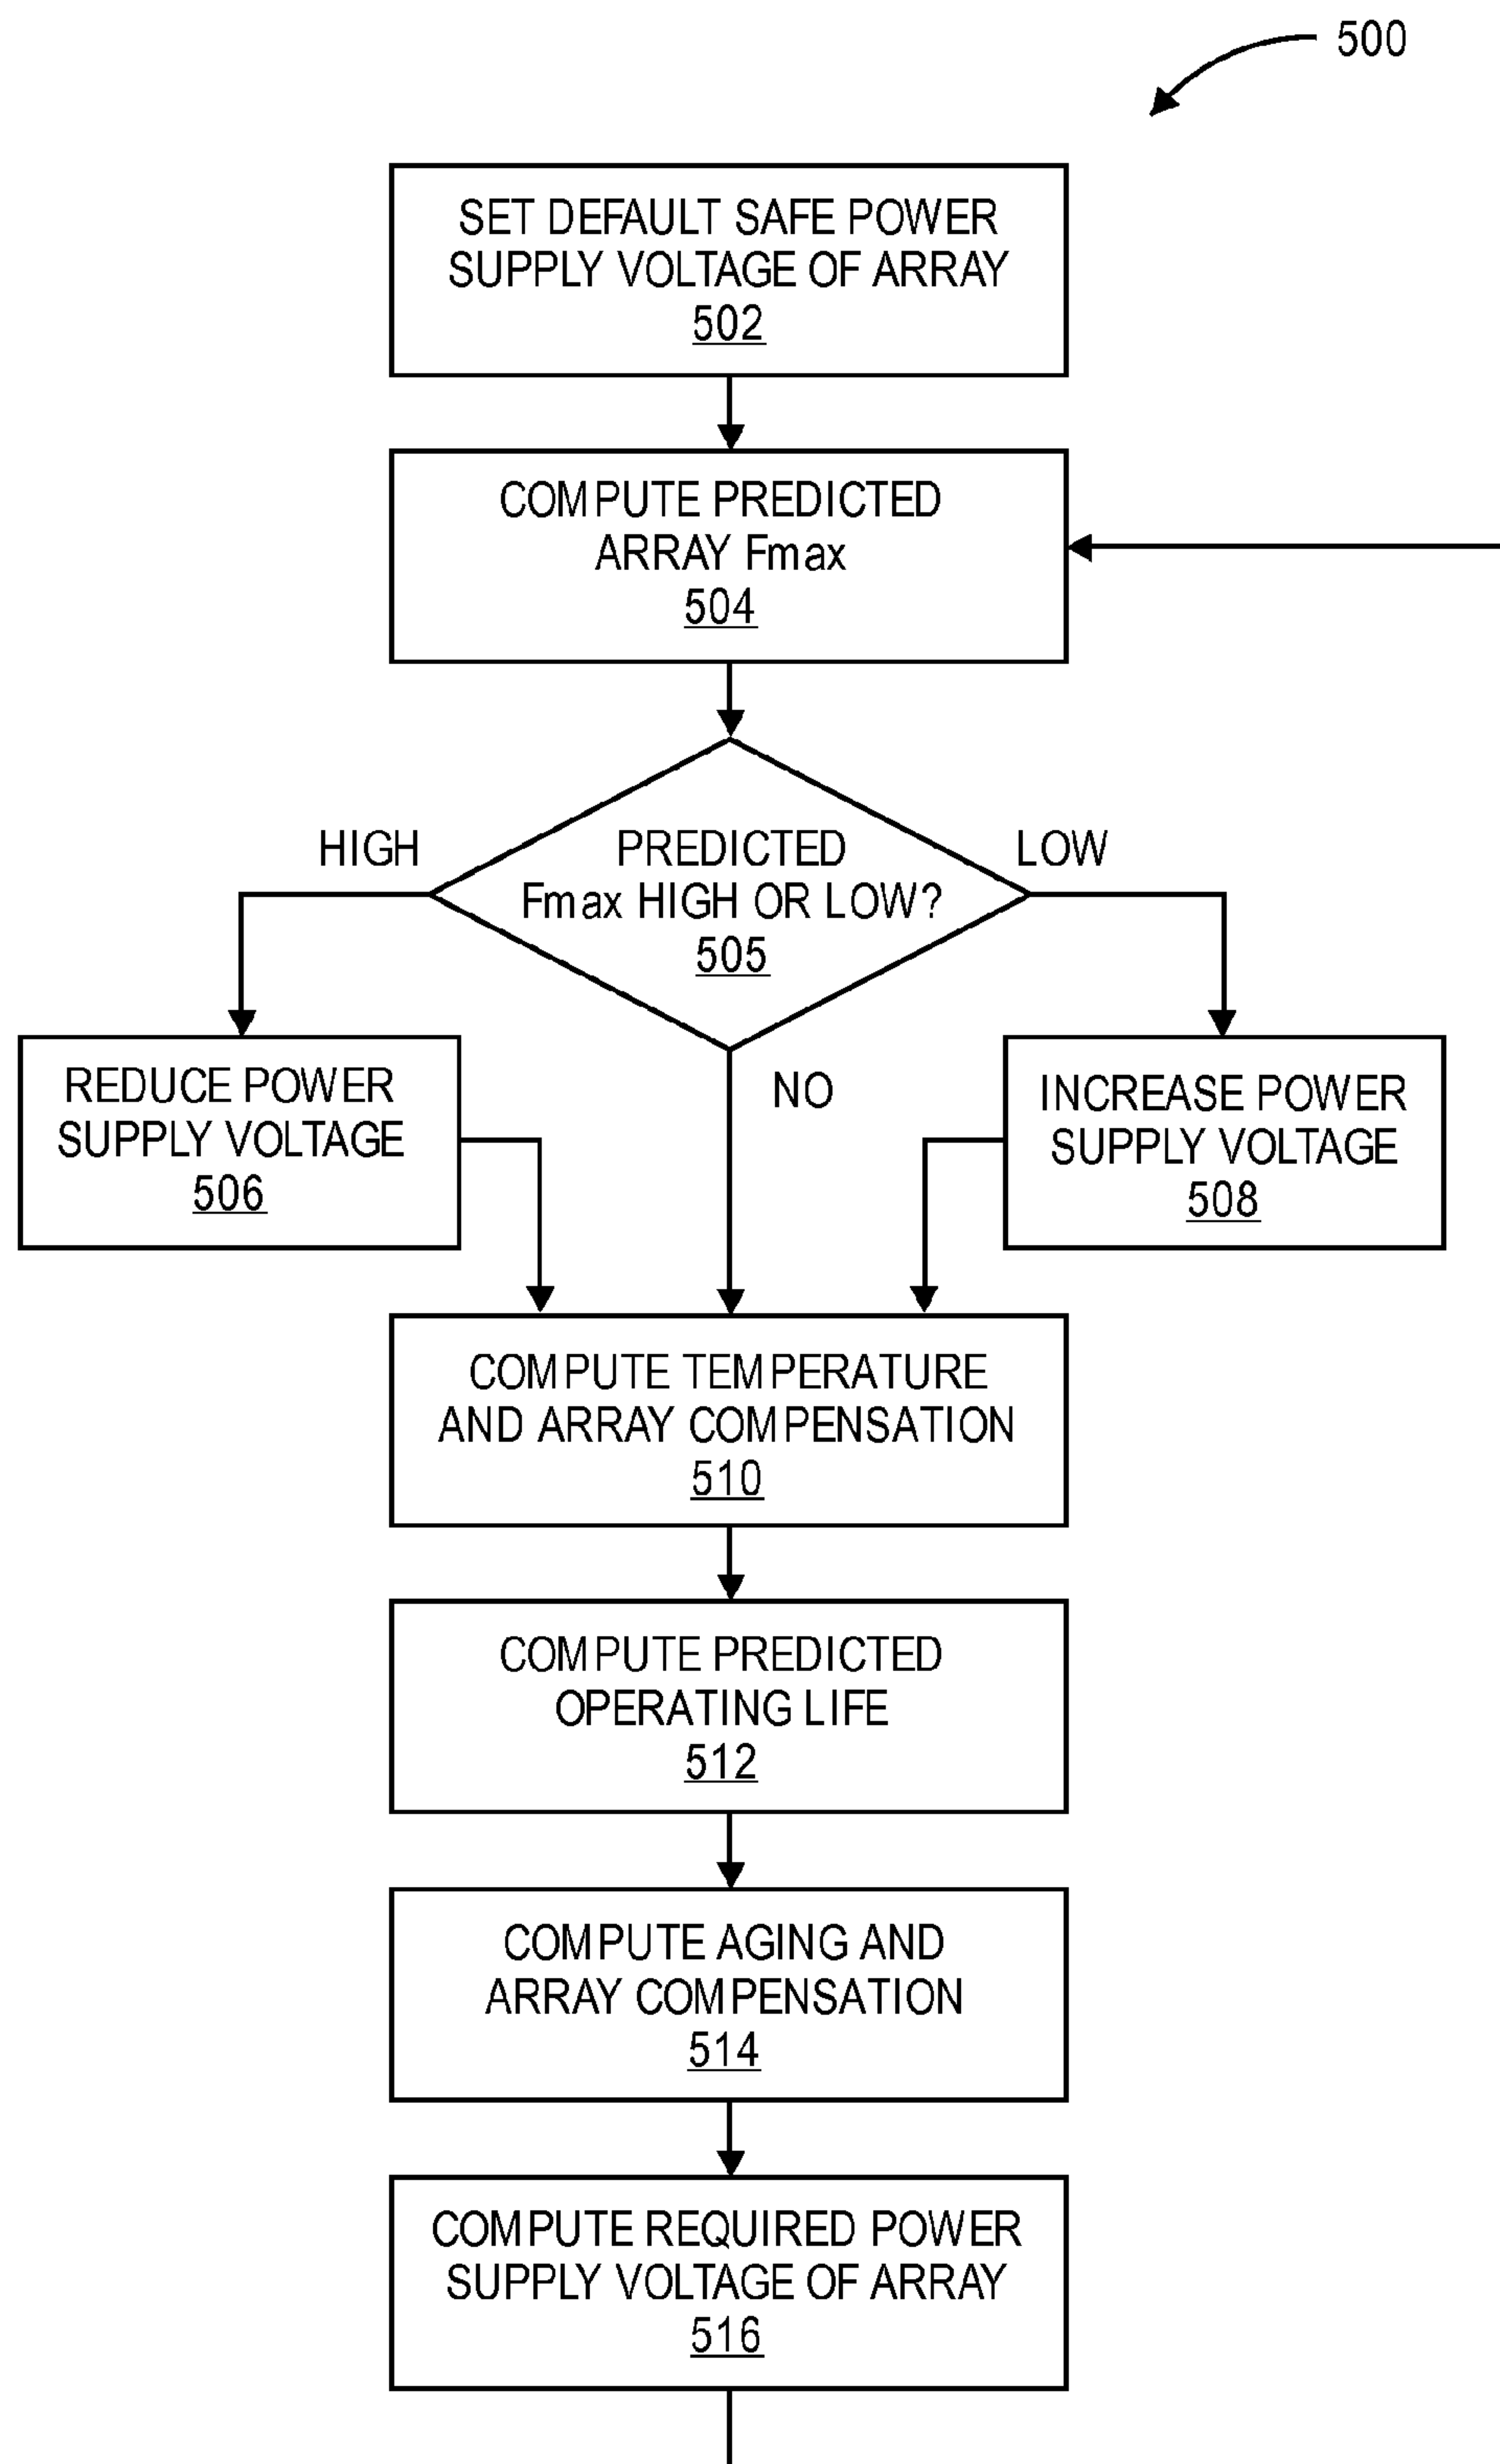 500
SET DEFAULT SAFE POWER
SUPPLY VOLTAGE OF ARRAY
502
COMPUTE PREDICTED
ARRAY Fmax
504
HIGH
PREDICTED
Fmax HIGH OR LOW?
505
LOW
REDUCE POWER
SUPPLY VOLTAGE
506
NO
INCREASE POWER
SUPPLY VOLTAGE
508
COMPUTE TEMPERATURE
AND ARRAY COMPENSATION
510
COMPUTE PREDICTED
OPERATING LIFE
512
COMPUTE AGING AND
ARRAY COMPENSATION
514
COMPUTE REQUIRED POWER
SUPPLY VOLTAGE OF ARRAY
516